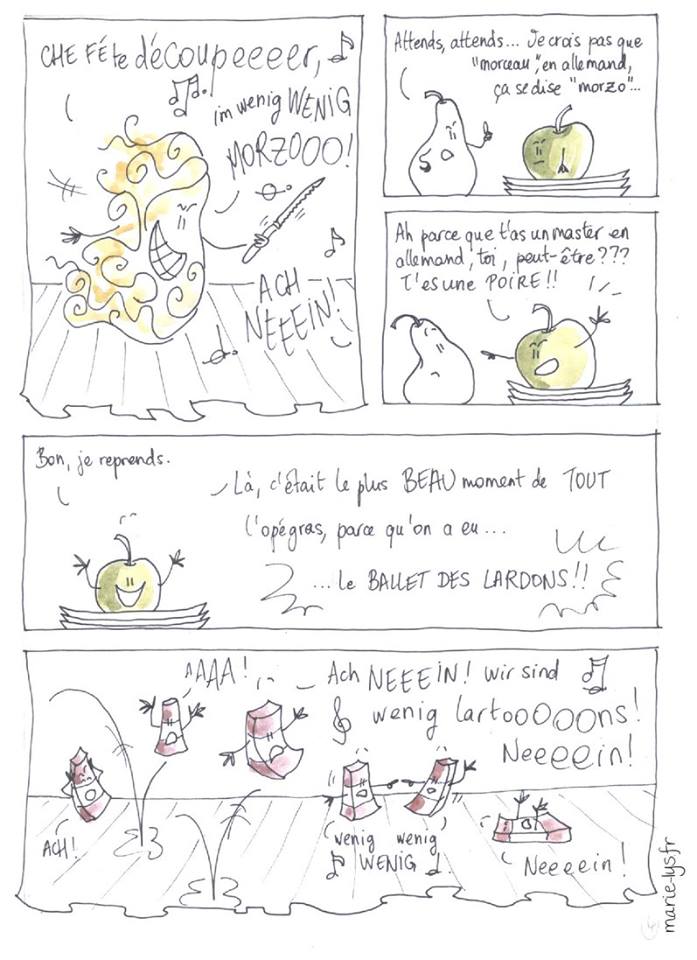 CHE FÉTE DÉCOUPEEEER,
im wenig WENIG
MORZOOO!
ACH
NEEEIN!
Attends, attends... Je crois pas que
"morceau", en allemand,
ça se dise "morzo"...
Ah parce que t'as un master en
allemand, toi, peut-être???
T'es une POIRE!!
Bon, je reprends.
Là, c'était le plus BEAU moment de TOUT
l'opégras, parce qu'on a eu...
...le BALLET DES LARDONS!!
AAAA!
Ach NEEEIN! wir sind
wenig lartooOOOons!
Neeeein!
ACH!
wenig wenig
WENIG
Neeeein!
marie-lys.fr